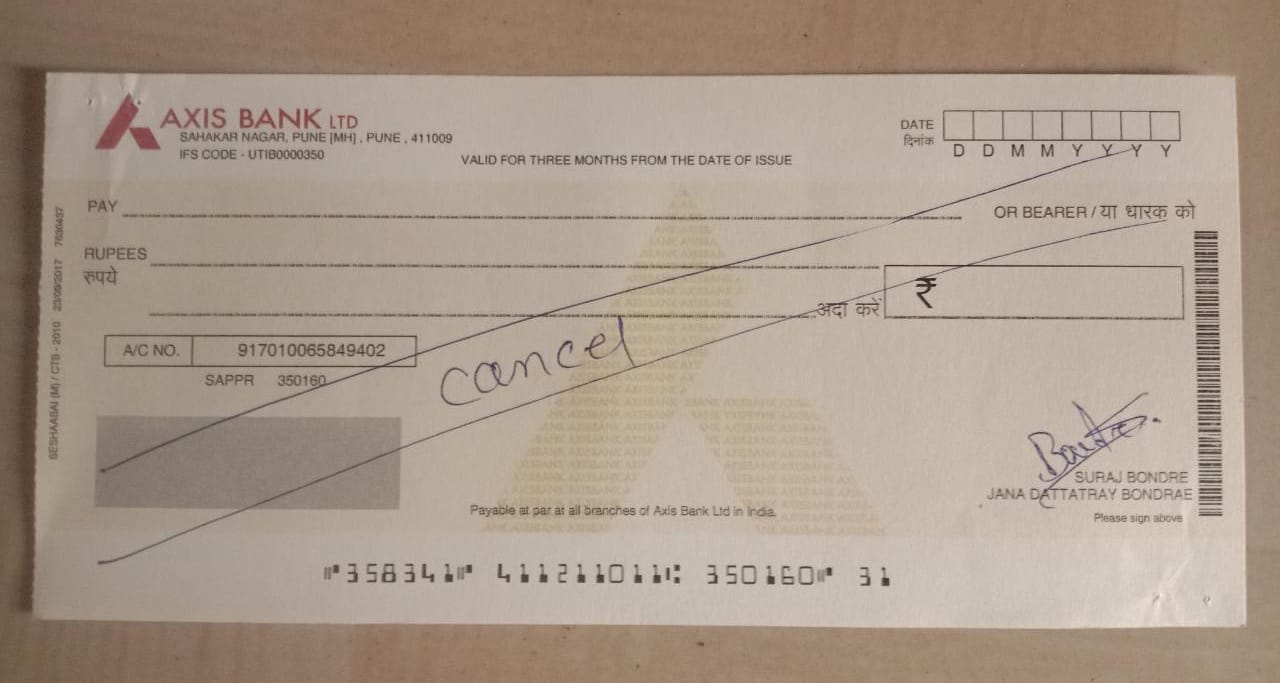 AXIS BANK LTD
SAHAKAR NAGAR, PUNE [MH] , PUNE , 411009
IFS CODE - UTIB0000350
VALID FOR THREE MONTHS FROM THE DATE OF ISSUE
DATE
दिनांक
D D M M Y Y Y Y
PAY
OR BEARER / या धारक को
RUPEES
रुपये
अदा करें
₹
A/C NO. 917010065849402
SAPPR 350160
cancel
Bondre
SURAJ BONDRE
JANA DATTATRAY BONDRAE
Please sign above
Payable at par at all branches of Axis Bank Ltd in India.
SESHAASAI (M) / CTS - 2010 23/09/2017 7630437
⑈358341⑈ 411211011⑆ 350160⑈ 31